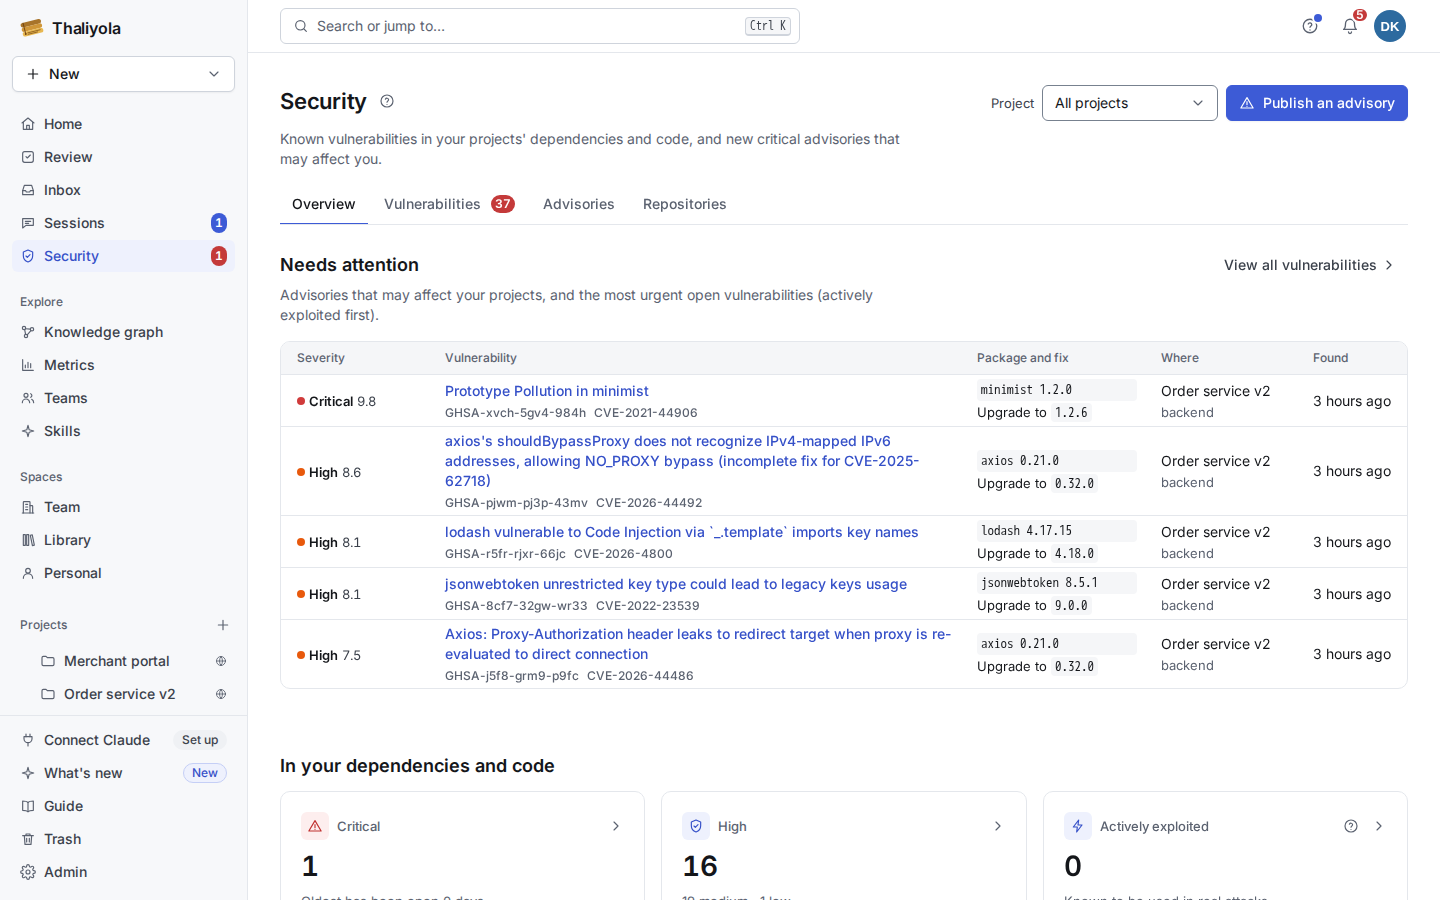 Thaliyola
Search or jump to...
Ctrl K
5
DK
New
Home
Review
Inbox
Sessions
1
Security
1
Explore
Knowledge graph
Metrics
Teams
Skills
Spaces
Team
Library
Personal
Projects
Merchant portal
Order service v2
Connect Claude
Set up
What's new
New
Guide
Trash
Admin
Security
Project
All projects
Publish an advisory
Known vulnerabilities in your projects' dependencies and code, and new critical advisories that
may affect you.
Overview
Vulnerabilities
37
Advisories
Repositories
Needs attention
View all vulnerabilities
Advisories that may affect your projects, and the most urgent open vulnerabilities (actively
exploited first).
Severity
Vulnerability
Package and fix
Where
Found
Critical 9.8
Prototype Pollution in minimist
GHSA-xvch-5gv4-984h CVE-2021-44906
minimist 1.2.0
Upgrade to 1.2.6
Order service v2
backend
3 hours ago
High 8.6
axios's shouldBypassProxy does not recognize IPv4-mapped IPv6
addresses, allowing NO_PROXY bypass (incomplete fix for CVE-2025-
62718)
GHSA-pjwm-pj3p-43mv CVE-2026-44492
axios 0.21.0
Upgrade to 0.32.0
Order service v2
backend
3 hours ago
High 8.1
lodash vulnerable to Code Injection via `_.template` imports key names
GHSA-r5fr-rjxr-66jc CVE-2026-4800
lodash 4.17.15
Upgrade to 4.18.0
Order service v2
backend
3 hours ago
High 8.1
jsonwebtoken unrestricted key type could lead to legacy keys usage
GHSA-8cf7-32gw-wr33 CVE-2022-23539
jsonwebtoken 8.5.1
Upgrade to 9.0.0
Order service v2
backend
3 hours ago
High 7.5
Axios: Proxy-Authorization header leaks to redirect target when proxy is re-
evaluated to direct connection
GHSA-j5f8-grm9-p9fc CVE-2026-44486
axios 0.21.0
Upgrade to 0.32.0
Order service v2
backend
3 hours ago
In your dependencies and code
Critical
1
High
16
Actively exploited
0